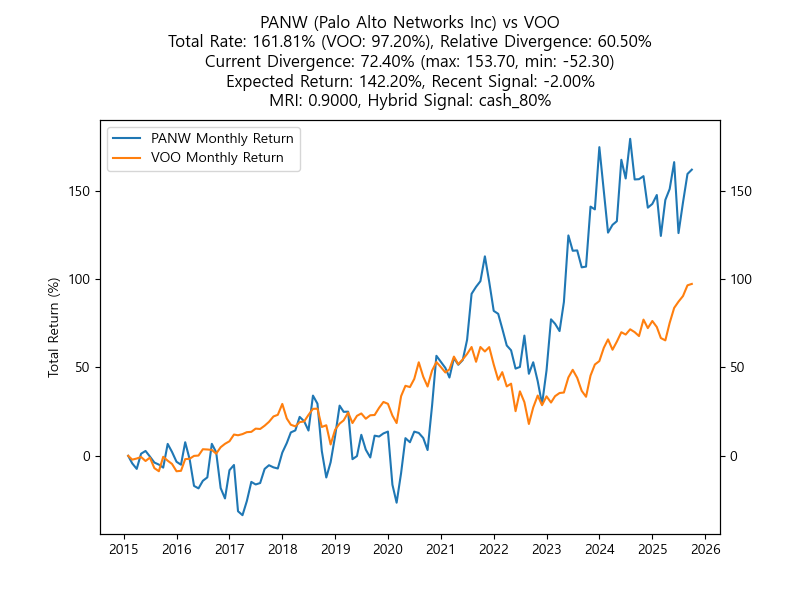 PANW (Palo Alto Networks Inc) vs VOO
Total Rate: 161.81% (VOO: 97.20%), Relative Divergence: 60.50%
Current Divergence: 72.40% (max: 153.70, min: -52.30)
Expected Return: 142.20%, Recent Signal: -2.00%
MRI: 0.9000, Hybrid Signal: cash_80%
PANW Monthly Return
VOO Monthly Return
Total Return (%)
150
100
50
0
150
100
50
0
2015 2016 2017 2018 2019 2020 2021 2022 2023 2024 2025 2026